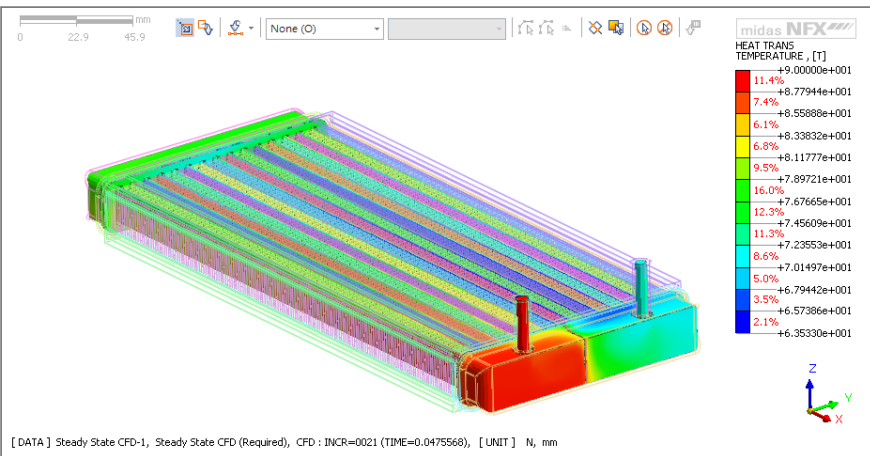 mm
0 22.9 45.9
None (O)
midas NFX
HEAT TRANS
TEMPERATURE , [T]
+9.00000e+001
11.4%
+8.77944e+001
7.4%
+8.55888e+001
6.1%
+8.33832e+001
6.8%
+8.11777e+001
9.5%
+7.89721e+001
16.0%
+7.67665e+001
12.3%
+7.45609e+001
11.3%
+7.23553e+001
8.6%
+7.01497e+001
5.0%
+6.79442e+001
3.5%
+6.57386e+001
2.1%
+6.35330e+001
Z
Y
X
[ DATA ] Steady State CFD-1, Steady State CFD (Required), CFD : INCR=0021 (TIME=0.0475568), [ UNIT ] N, mm